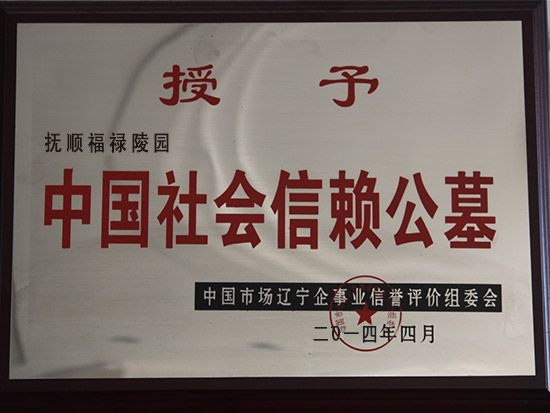 授予
抚顺福禄陵园
中国社会信赖公墓
中国市场辽宁企事业信誉评价组委会
二〇一四年四月